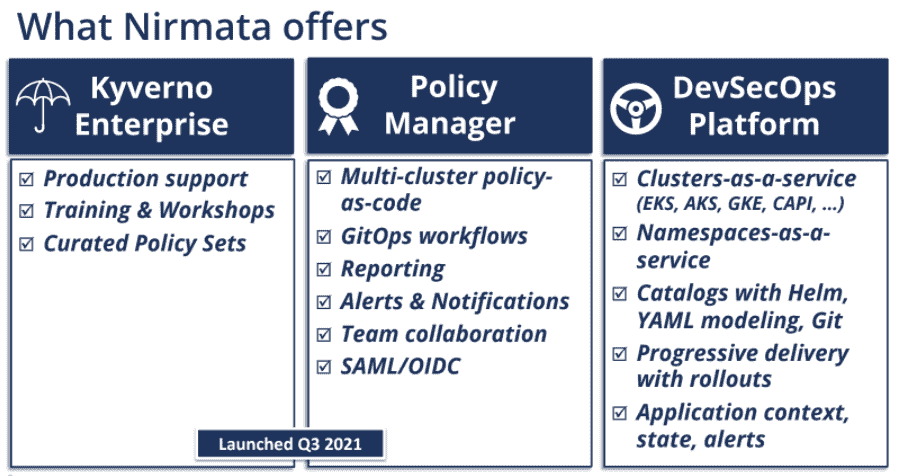 What Nirmata offers
Kyverno
Enterprise
Production support
Training & Workshops
Curated Policy Sets
Policy
Manager
Multi-cluster policy-
as-code
GitOps workflows
Reporting
Alerts & Notifications
Team collaboration
SAML/OIDC
DevSecOps
Platform
Clusters-as-a-service
(EKS, AKS, GKE, CAPI, ...)
Namespaces-as-a-
service
Catalogs with Helm,
YAML modeling, Git
Progressive delivery
with rollouts
Application context,
state, alerts
Launched Q3 2021